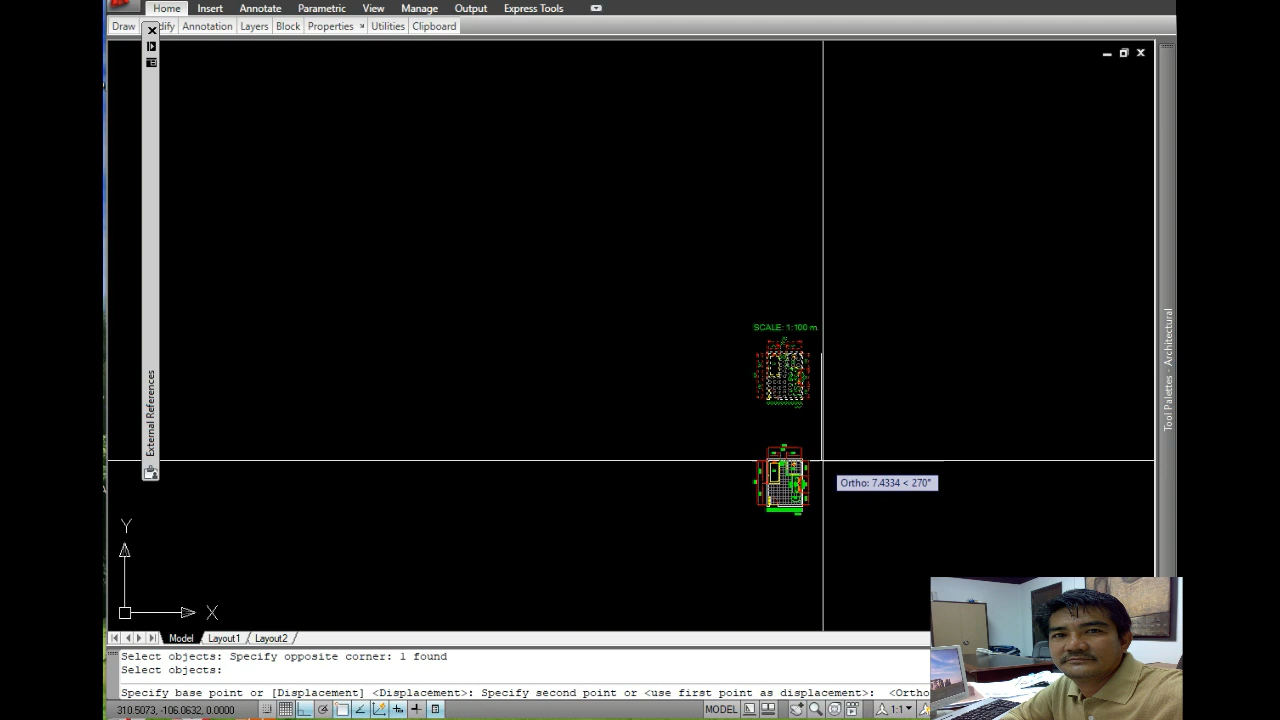 Home Insert Annotate Parametric View Manage Output Express Tools
Draw dify Annotation Layers Block Properties Utilities Clipboard
SCALE: 1:100 m
External References
Tool Palettes - Architectural
Ortho: 7.4334 < 270°
Y
X
Model Layout1 Layout2
Select objects: Specify opposite corner: 1 found
Select objects:
Specify base point or [Displacement] <Displacement>: Specify second point or <use first point as displacement>: <Ortho
310.5073, -106.0632, 0.0000 MODEL 1:1